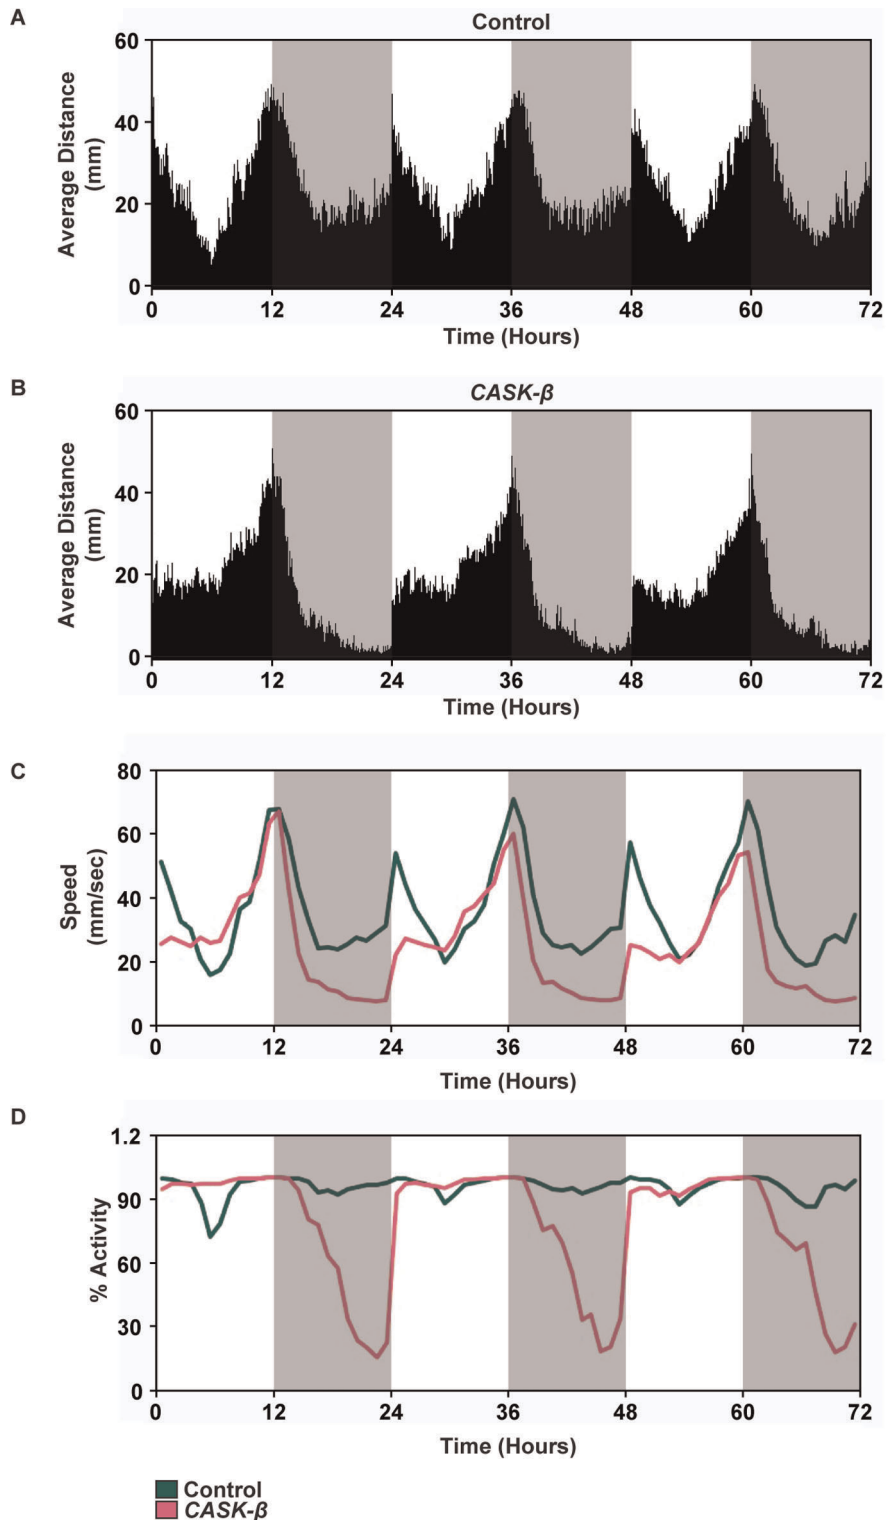 A
Control
60
40
20
0
Average Distance
(mm)
0 12 24 36 48 60 72
Time (Hours)
B
CASK-β
60
40
20
0
Average Distance
(mm)
0 12 24 36 48 60 72
Time (Hours)
C
80
60
40
20
0
Speed
(mm/sec)
0 12 24 36 48 60 72
Time (Hours)
D
1.2
90
60
30
0
% Activity
0 12 24 36 48 60 72
Time (Hours)
Control
CASK-β